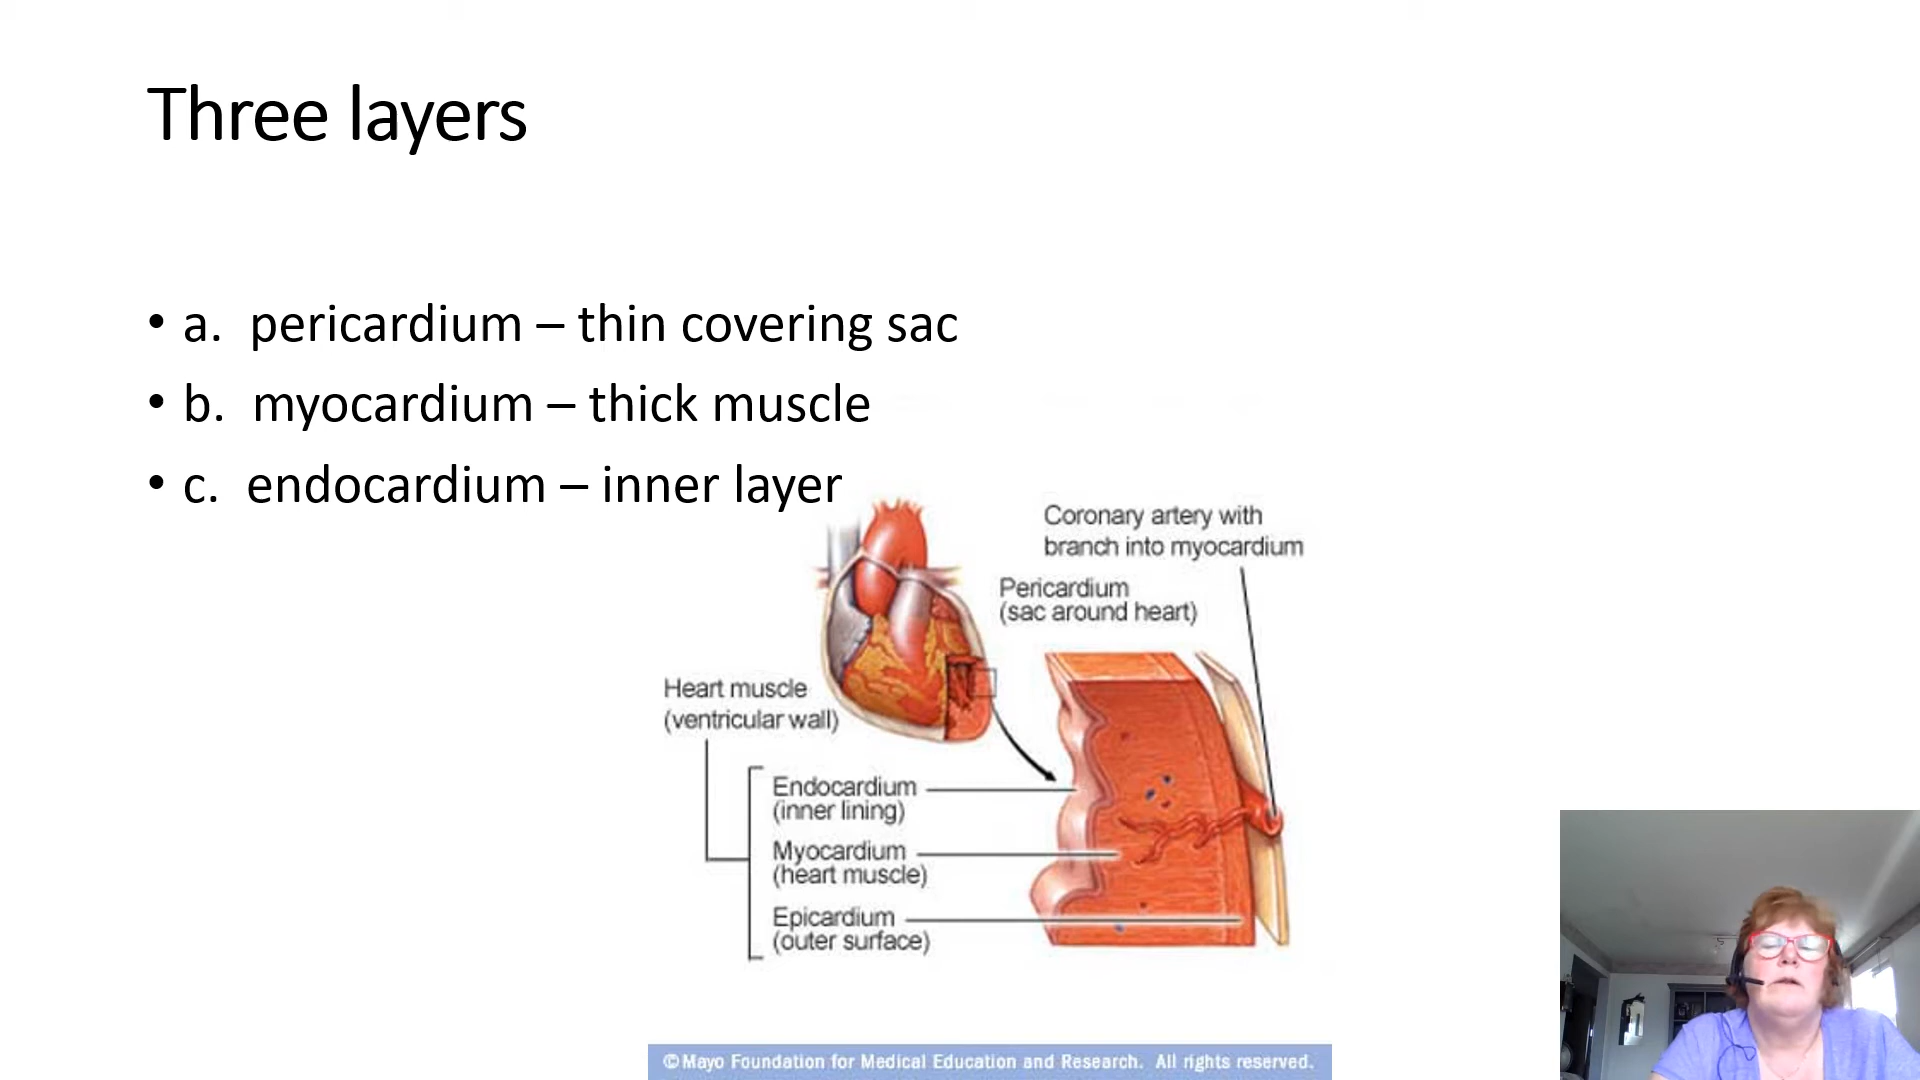 Three layers
• a.  pericardium – thin covering sac
• b.  myocardium – thick muscle
• c.  endocardium – inner layer
Coronary artery with
branch into myocardium
Pericardium
(sac around heart)
Heart muscle
(ventricular wall)
Endocardium
(inner lining)
Myocardium
(heart muscle)
Epicardium
(outer surface)
©Mayo Foundation for Medical Education and Research.  All rights reserved.